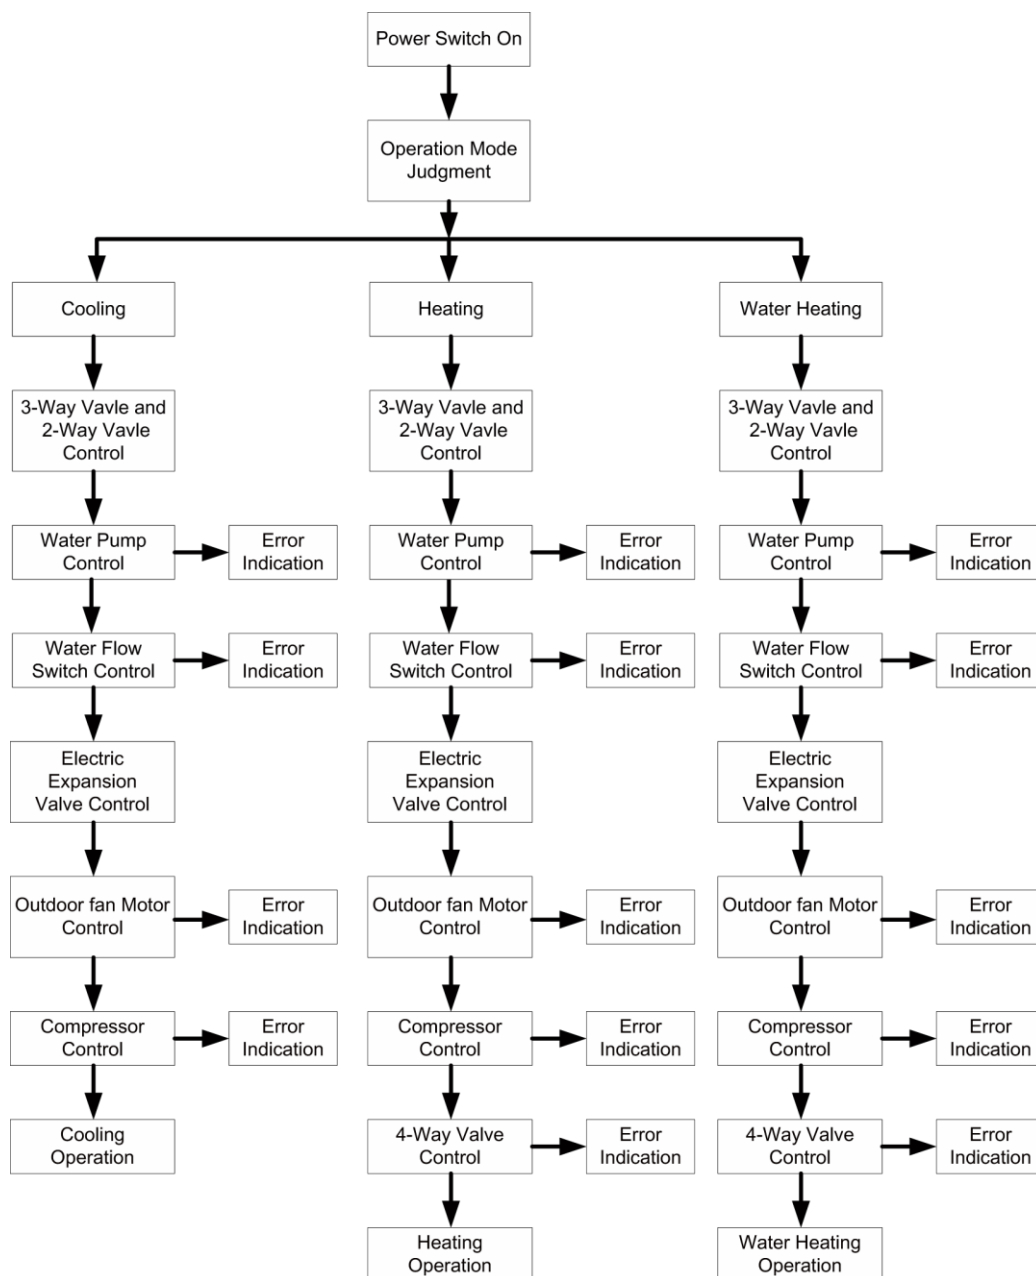 Power Switch On
Operation Mode
Judgment
Cooling
Heating
Water Heating
3-Way Vavle and
2-Way Vavle
Control
3-Way Vavle and
2-Way Vavle
Control
3-Way Vavle and
2-Way Vavle
Control
Water Pump
Control
Error
Indication
Water Pump
Control
Error
Indication
Water Pump
Control
Error
Indication
Water Flow
Switch Control
Error
Indication
Water Flow
Switch Control
Error
Indication
Water Flow
Switch Control
Error
Indication
Electric
Expansion
Valve Control
Electric
Expansion
Valve Control
Electric
Expansion
Valve Control
Outdoor fan Motor
Control
Error
Indication
Outdoor fan Motor
Control
Error
Indication
Outdoor fan Motor
Control
Error
Indication
Compressor
Control
Error
Indication
Compressor
Control
Error
Indication
Compressor
Control
Error
Indication
Cooling
Operation
4-Way Valve
Control
Error
Indication
4-Way Valve
Control
Error
Indication
Heating
Operation
Water Heating
Operation